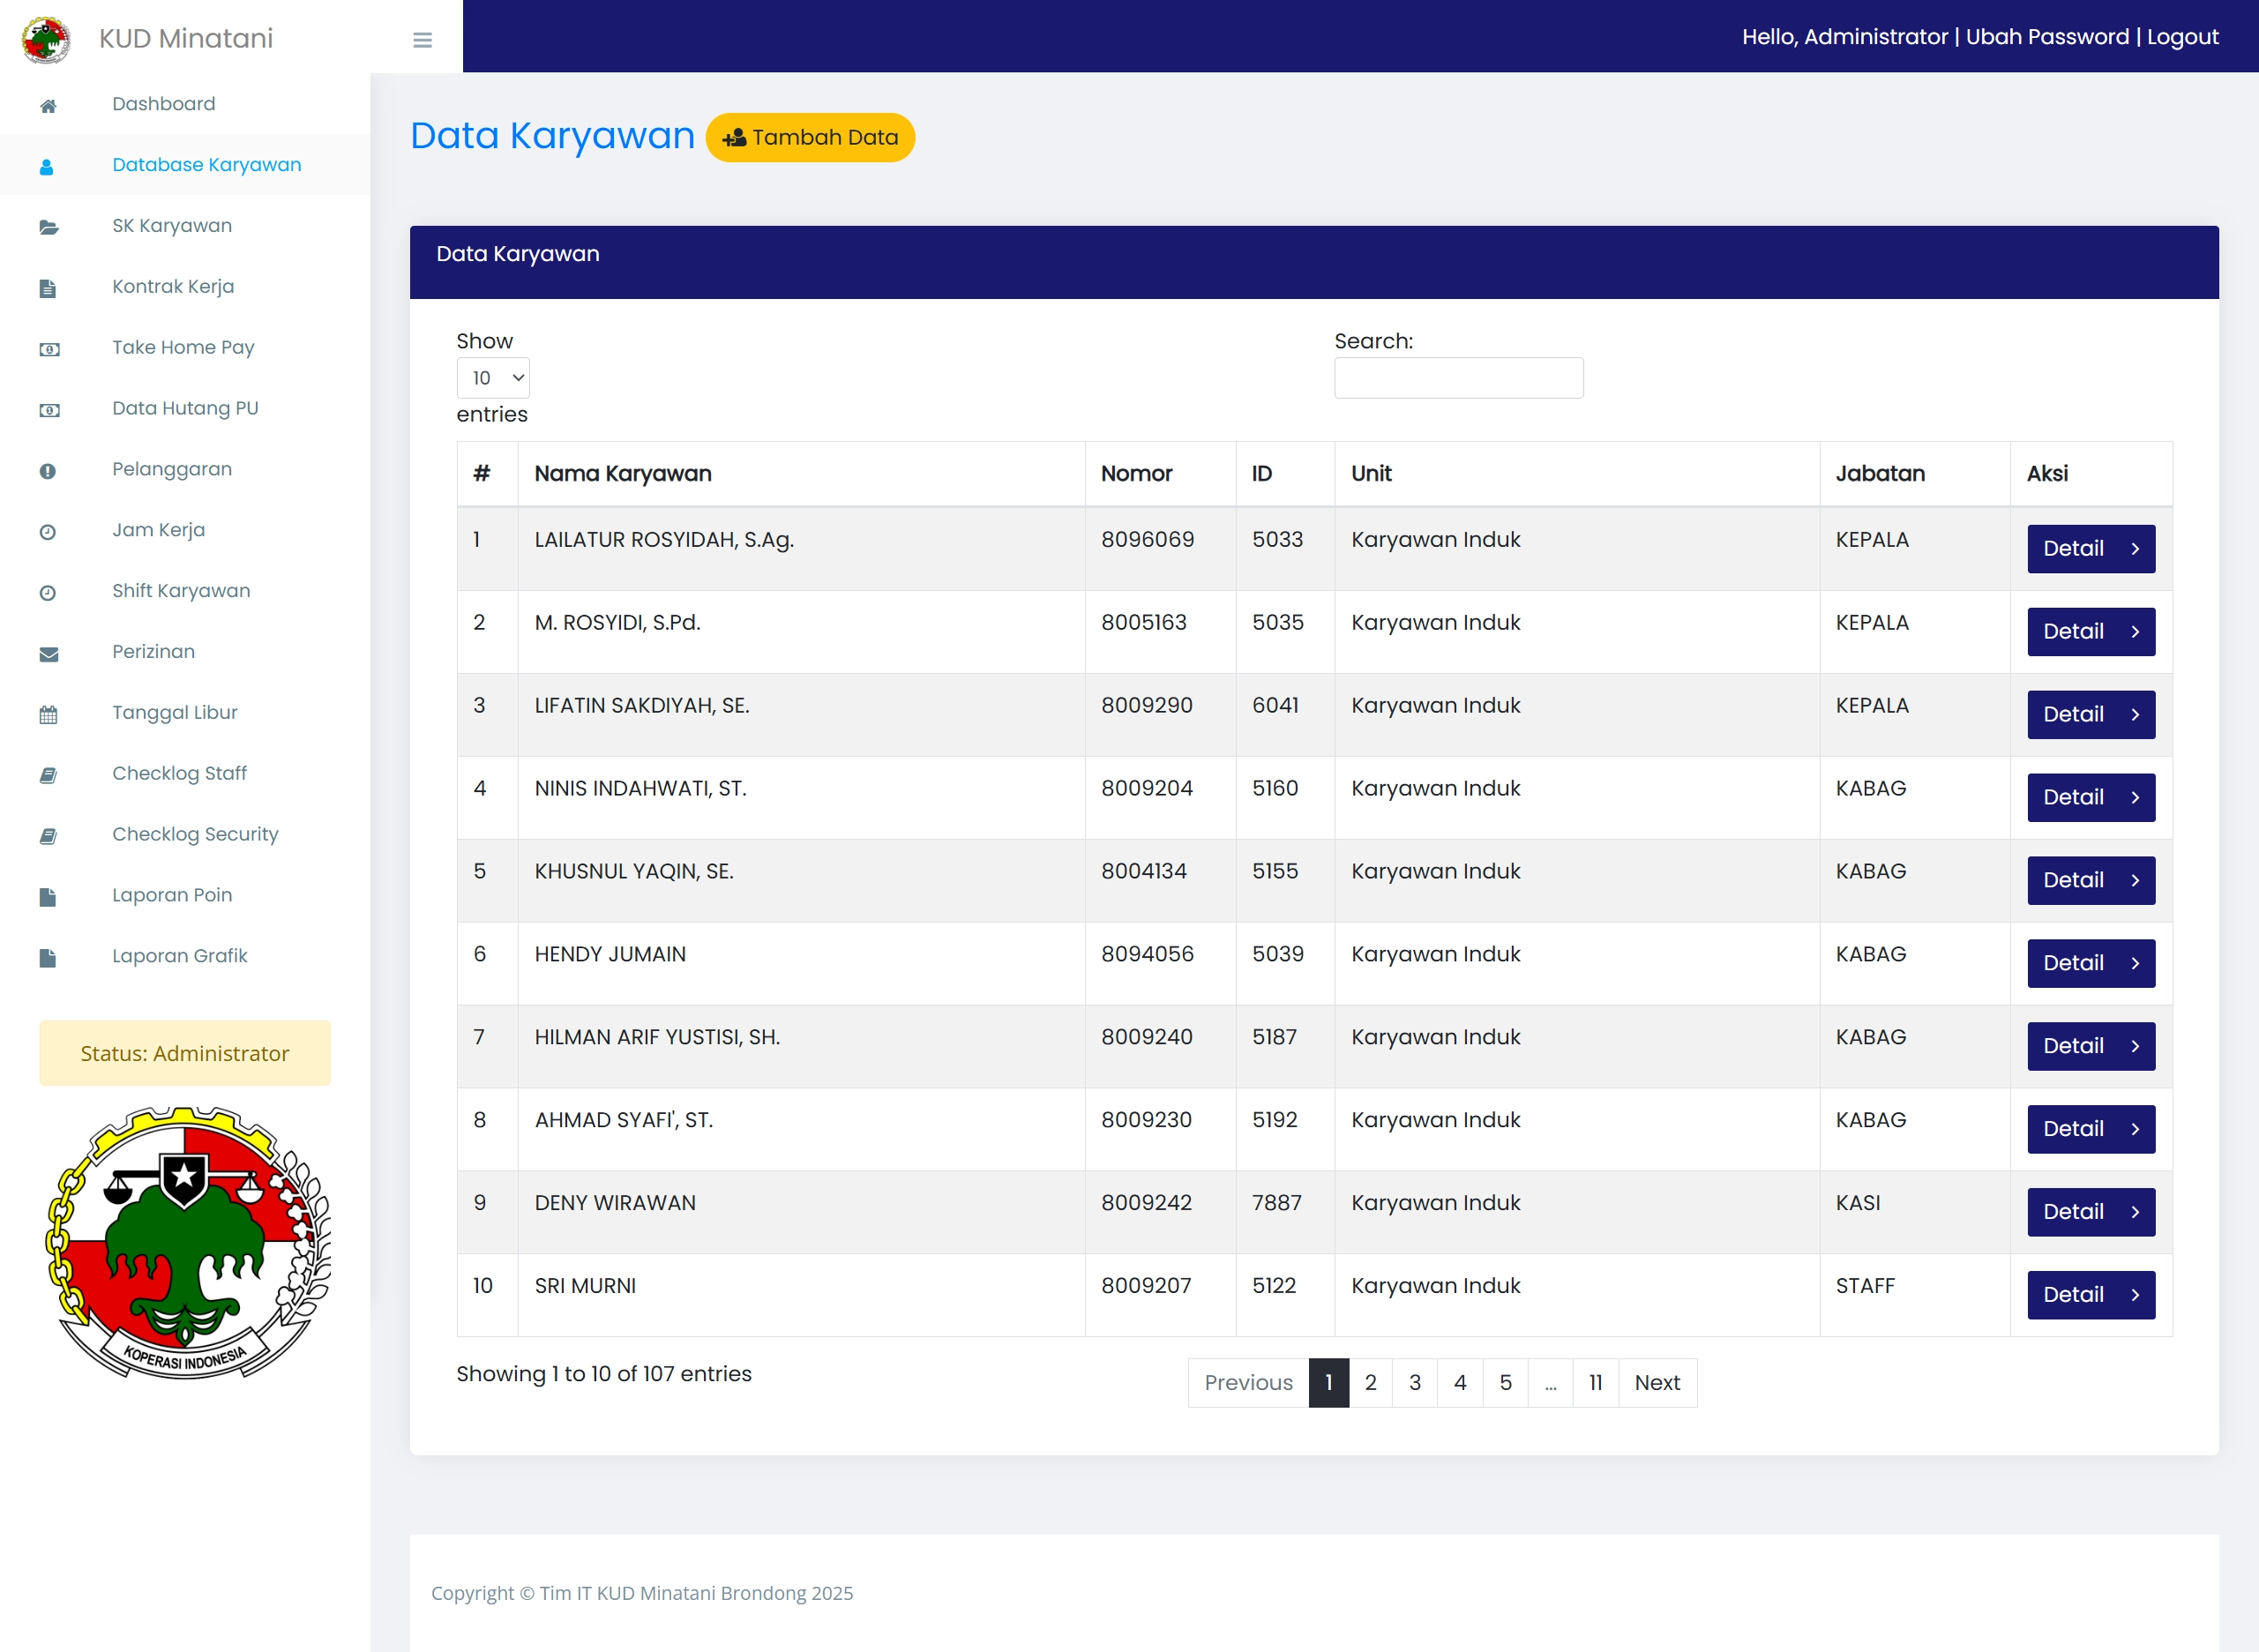 KUD Minatani
Hello, Administrator | Ubah Password | Logout
Dashboard
Database Karyawan
SK Karyawan
Kontrak Kerja
Take Home Pay
Data Hutang PU
Pelanggaran
Jam Kerja
Shift Karyawan
Perizinan
Tanggal Libur
Checklog Staff
Checklog Security
Laporan Poin
Laporan Grafik
Status: Administrator
KOPERASI INDONESIA
Data Karyawan Tambah Data
Data Karyawan
Show
10
entries
Search:
# Nama Karyawan Nomor ID Unit Jabatan Aksi
1 LAILATUR ROSYIDAH, S.Ag. 8096069 5033 Karyawan Induk KEPALA Detail
2 M. ROSYIDI, S.Pd. 8005163 5035 Karyawan Induk KEPALA Detail
3 LIFATIN SAKDIYAH, SE. 8009290 6041 Karyawan Induk KEPALA Detail
4 NINIS INDAHWATI, ST. 8009204 5160 Karyawan Induk KABAG Detail
5 KHUSNUL YAQIN, SE. 8004134 5155 Karyawan Induk KABAG Detail
6 HENDY JUMAIN 8094056 5039 Karyawan Induk KABAG Detail
7 HILMAN ARIF YUSTISI, SH. 8009240 5187 Karyawan Induk KABAG Detail
8 AHMAD SYAFI', ST. 8009230 5192 Karyawan Induk KABAG Detail
9 DENY WIRAWAN 8009242 7887 Karyawan Induk KASI Detail
10 SRI MURNI 8009207 5122 Karyawan Induk STAFF Detail
Showing 1 to 10 of 107 entries
Previous 1 2 3 4 5 … 11 Next
Copyright © Tim IT KUD Minatani Brondong 2025